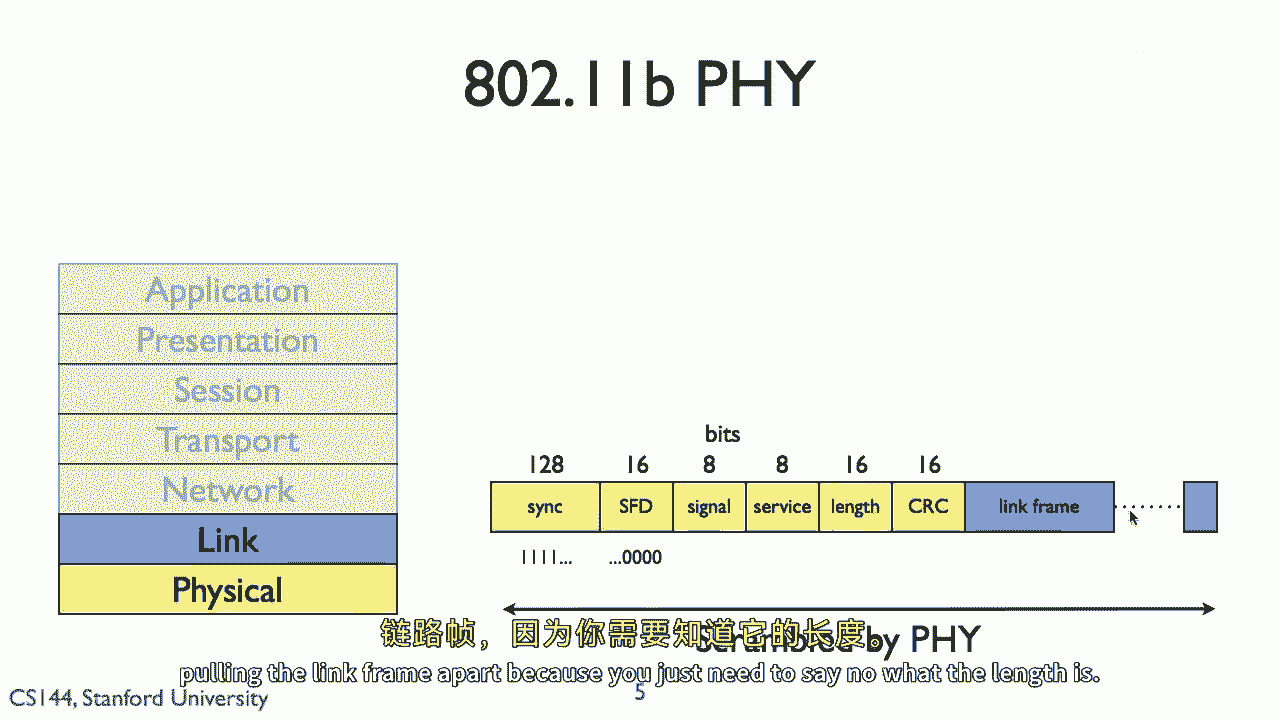 802.11b PHY
Application
Presentation
Session
Transport
Network
Link
Physical
bits
128 16 8 8 16 16
sync SFD signal service length CRC link frame
1111... ...0000
Scrambled by PHY
链路帧，因为你需要知道它的长度。
pulling the link frame apart because you just need to say no what the length is.
CS144, Stanford University
5